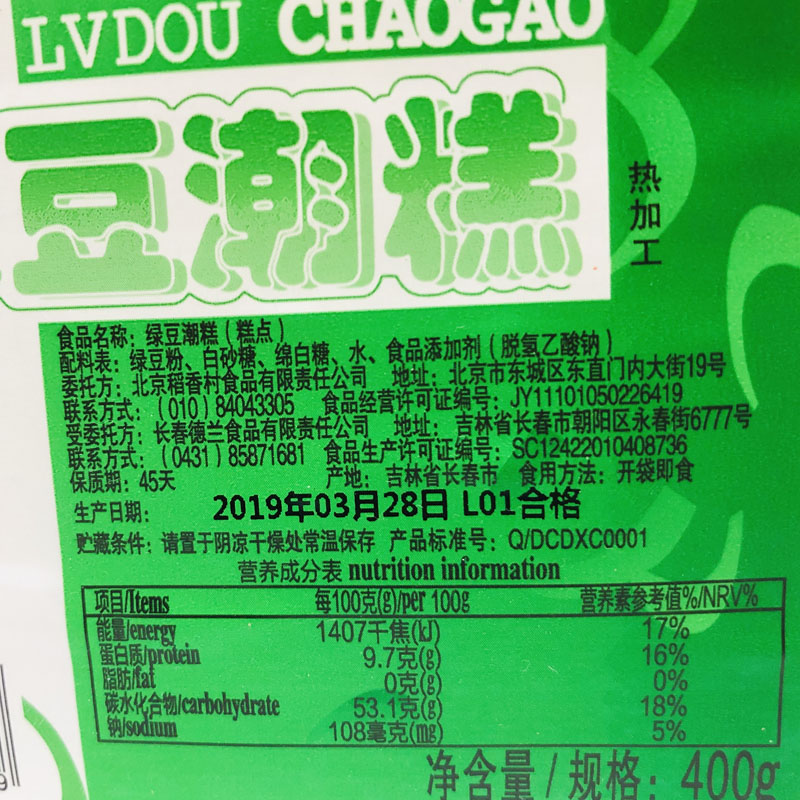 LVDOU CHAOGAO
豆潮糕
热加工
食品名称：绿豆潮糕（糕点）
配料表：绿豆粉、白砂糖、绵白糖、水、食品添加剂（脱氢乙酸钠）
委托方：北京稻香村食品有限责任公司 地址：北京市东城区东直门内大街19号
联系方式：（010）84043305 食品经营许可证编号：JY11101050226419
受委托方：长春德兰食品有限责任公司 地址：吉林省长春市朝阳区永春街6777号
联系方式：（0431）85871681 食品生产许可证编号：SC12422010408736
保质期：45天 产地：吉林省长春市 食用方法：开袋即食
生产日期： 2019年03月28日 L01合格
贮藏条件：请置于阴凉干燥处常温保存 产品标准号：Q/DCDXC0001
营养成分表 nutrition information
项目/Items 每100克(g)/per 100g 营养素参考值%/NRV%
能量/energy 1407千焦(kJ) 17%
蛋白质/protein 9.7克(g) 16%
脂肪/fat 0克(g) 0%
碳水化合物/carbohydrate 53.1克(g) 18%
钠/sodium 108毫克(mg) 5%
净含量/规格：400g
9